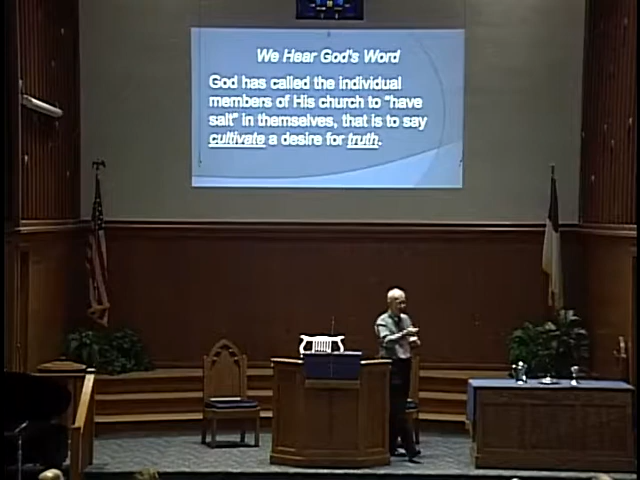 We Hear God's Word
God has called the individual
members of His church to "have
salt" in themselves, that is to say
cultivate a desire for truth.